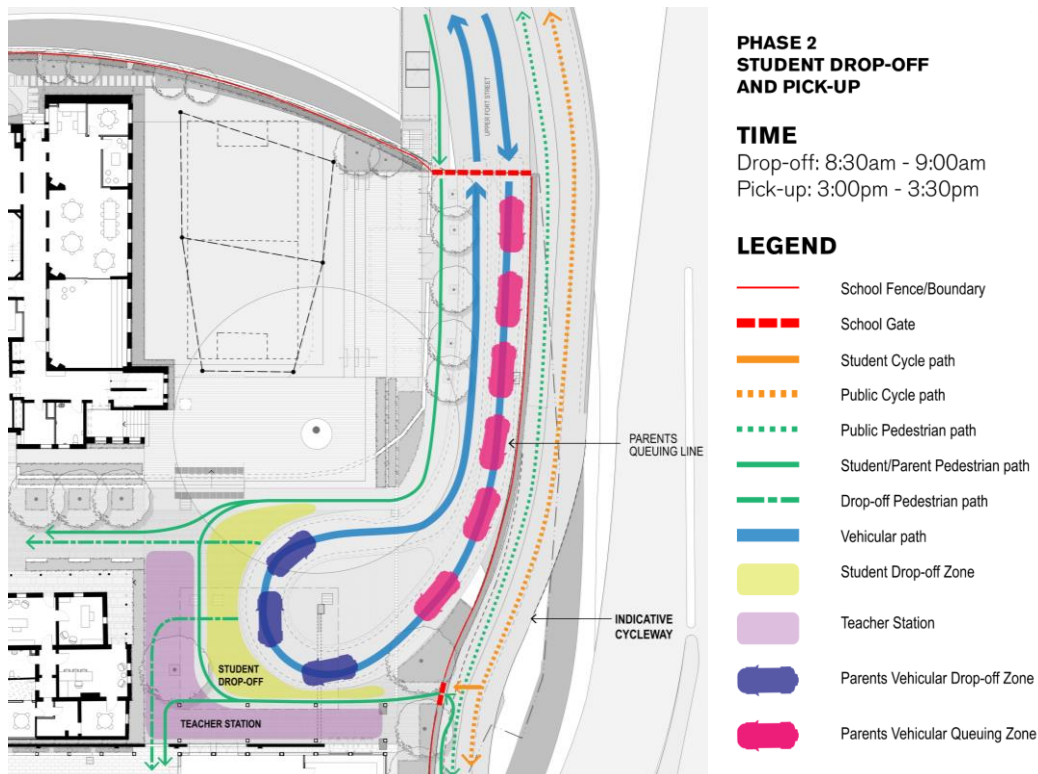 PHASE 2
STUDENT DROP-OFF
AND PICK-UP
TIME
Drop-off: 8:30am - 9:00am
Pick-up: 3:00pm - 3:30pm
LEGEND
School Fence/Boundary
School Gate
Student Cycle path
Public Cycle path
Public Pedestrian path
Student/Parent Pedestrian path
Drop-off Pedestrian path
Vehicular path
Student Drop-off Zone
Teacher Station
Parents Vehicular Drop-off Zone
Parents Vehicular Queuing Zone
UPPER FORT STREET
PARENTS
QUEUING LINE
INDICATIVE
CYCLEWAY
STUDENT
DROP-OFF
TEACHER STATION